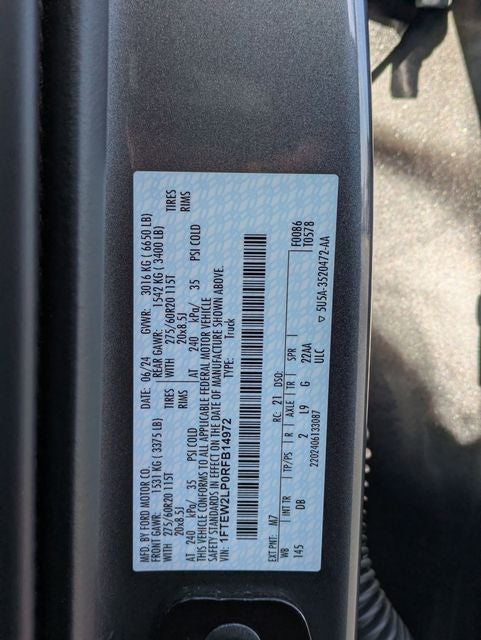 MFD. BY FORD MOTOR CO. DATE: 06/24 GVWR: 3016 KG ( 6650 LB)
FRONT GAWR: 1531 KG ( 3375 LB) REAR GAWR: 1542 KG ( 3400 LB)
WITH 275/60R20 115T TIRES WITH 275/60R20 115T TIRES
20x8.5J RIMS 20x8.5J RIMS
AT 240 kPa/ 35 PSI COLD AT 240 kPa/ 35 PSI COLD
THIS VEHICLE CONFORMS TO ALL APPLICABLE FEDERAL MOTOR VEHICLE
SAFETY STANDARDS IN EFFECT ON THE DATE OF MANUFACTURE SHOWN ABOVE
VIN: 1FTEW2LP0RFB14972 TYPE: Truck
F0086
T0578
EXT PNT: M7 RC: 21 DSO:
WB INT TR TP/PS R AXLE TR SPR
145 DB 2 L9 G 22AA
ULC
2202406133087 ▽ 5U5A-3520472-AA